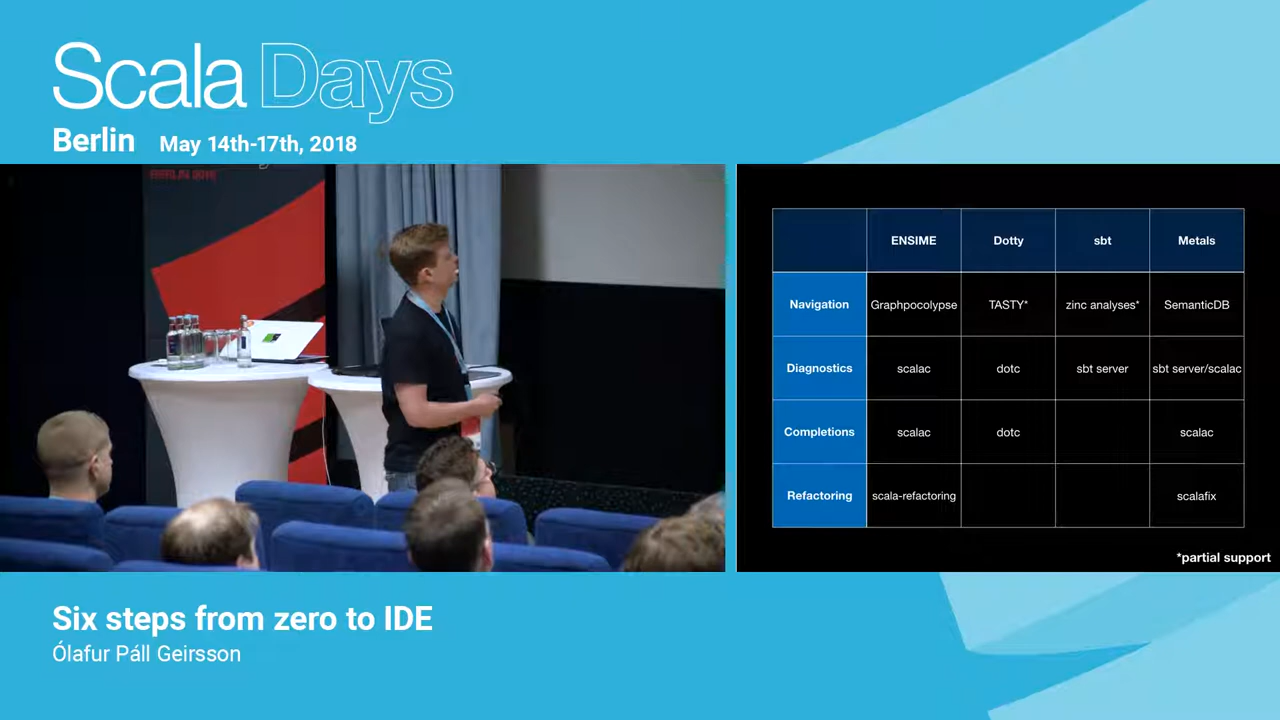 Scala Days
Berlin May 14th-17th, 2018
BERLIN 2018
ENSIME Dotty sbt Metals
Navigation Graphpocolypse TASTY* zinc analyses* SemanticDB
Diagnostics scalac dotc sbt server sbt server/scalac
Completions scalac dotc scalac
Refactoring scala-refactoring scalafix
*partial support
Six steps from zero to IDE
Ólafur Páll Geirsson